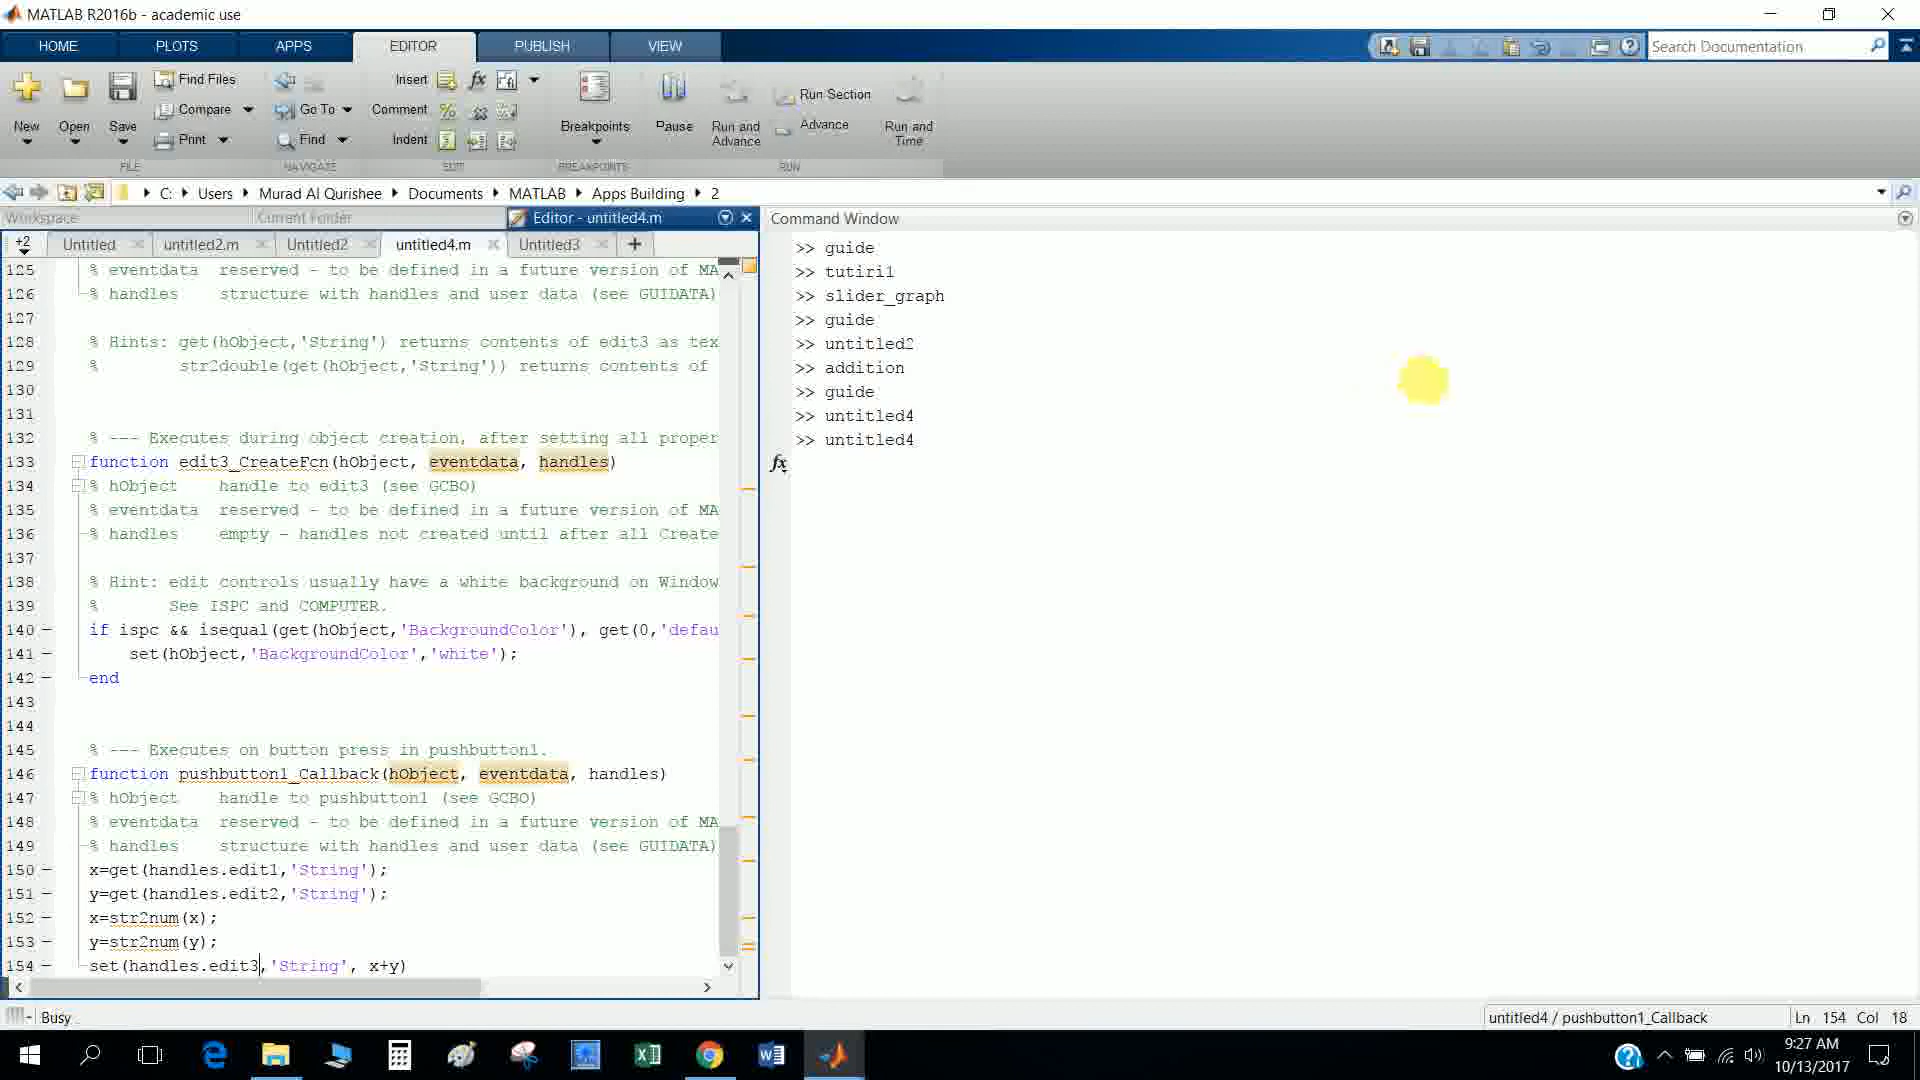 MATLAB R2016b - academic use
HOME PLOTS APPS EDITOR PUBLISH VIEW
Search Documentation
New Open Save
Find Files
Compare
Print
Go To
Find
Insert
Comment
Indent
fx
Breakpoints
Pause
Run and Advance
Run Section
Advance
Run and Time
FILE NAVIGATE EDIT BREAKPOINTS RUN
C: Users Murad Al Qurishee Documents MATLAB Apps Building 2
Workspace Current Folder Editor - untitled4.m
+2 Untitled untitled2.m Untitled2 untitled4.m Untitled3 +
125 % eventdata reserved - to be defined in a future version of MA
126 % handles structure with handles and user data (see GUIDATA)
127
128 % Hints: get(hObject,'String') returns contents of edit3 as tex
129 % str2double(get(hObject,'String')) returns contents of
130
131
132 % --- Executes during object creation, after setting all proper
133 function edit3_CreateFcn(hObject, eventdata, handles)
134 % hObject handle to edit3 (see GCBO)
135 % eventdata reserved - to be defined in a future version of MA
136 % handles empty - handles not created until after all Create
137
138 % Hint: edit controls usually have a white background on Window
139 % See ISPC and COMPUTER.
140 – if ispc && isequal(get(hObject,'BackgroundColor'), get(0,'defau
141 – set(hObject,'BackgroundColor','white');
142 – end
143
144
145 % --- Executes on button press in pushbutton1.
146 function pushbutton1_Callback(hObject, eventdata, handles)
147 % hObject handle to pushbutton1 (see GCBO)
148 % eventdata reserved - to be defined in a future version of MA
149 % handles structure with handles and user data (see GUIDATA)
150 – x=get(handles.edit1,'String');
151 – y=get(handles.edit2,'String');
152 – x=str2num(x);
153 – y=str2num(y);
154 – set(handles.edit3,'String', x+y)
Command Window
>> guide
>> tutiri1
>> slider_graph
>> guide
>> untitled2
>> addition
>> guide
>> untitled4
>> untitled4
fx
Busy
untitled4 / pushbutton1_Callback
Ln 154 Col 18
9:27 AM
10/13/2017